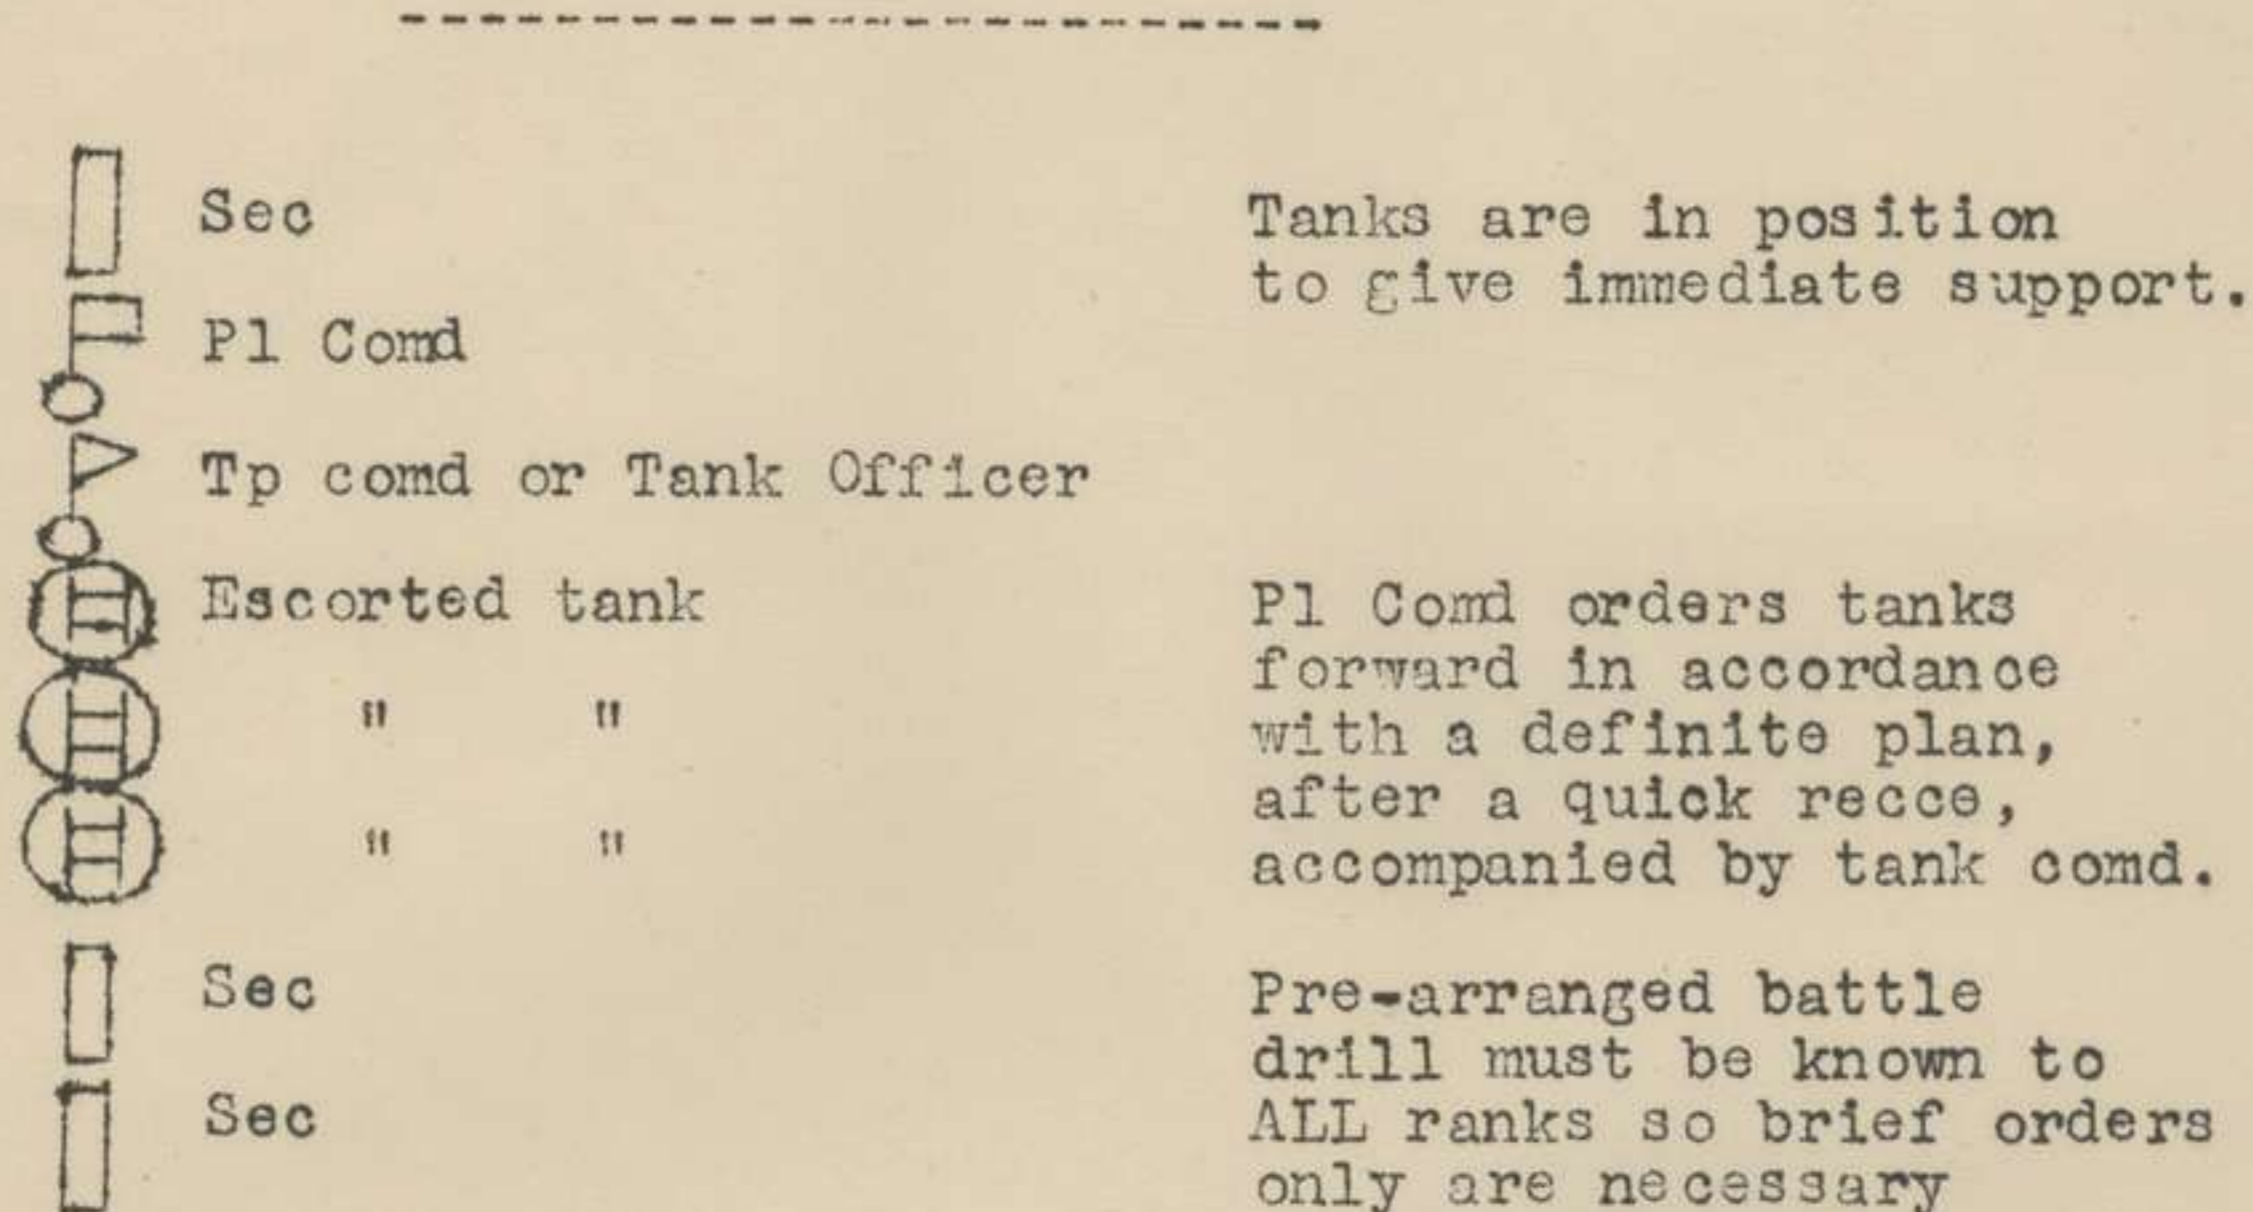 Sec
Pl Comd
Tp comd or Tank Officer
Escorted tank
" "
" "
Sec
Sec
Tanks are in position
to give immediate support.
Pl Comd orders tanks
forward in accordance
with a definite plan,
after a quick recce,
accompanied by tank comd.
Pre-arranged battle
drill must be known to
ALL ranks so brief orders
only are necessary